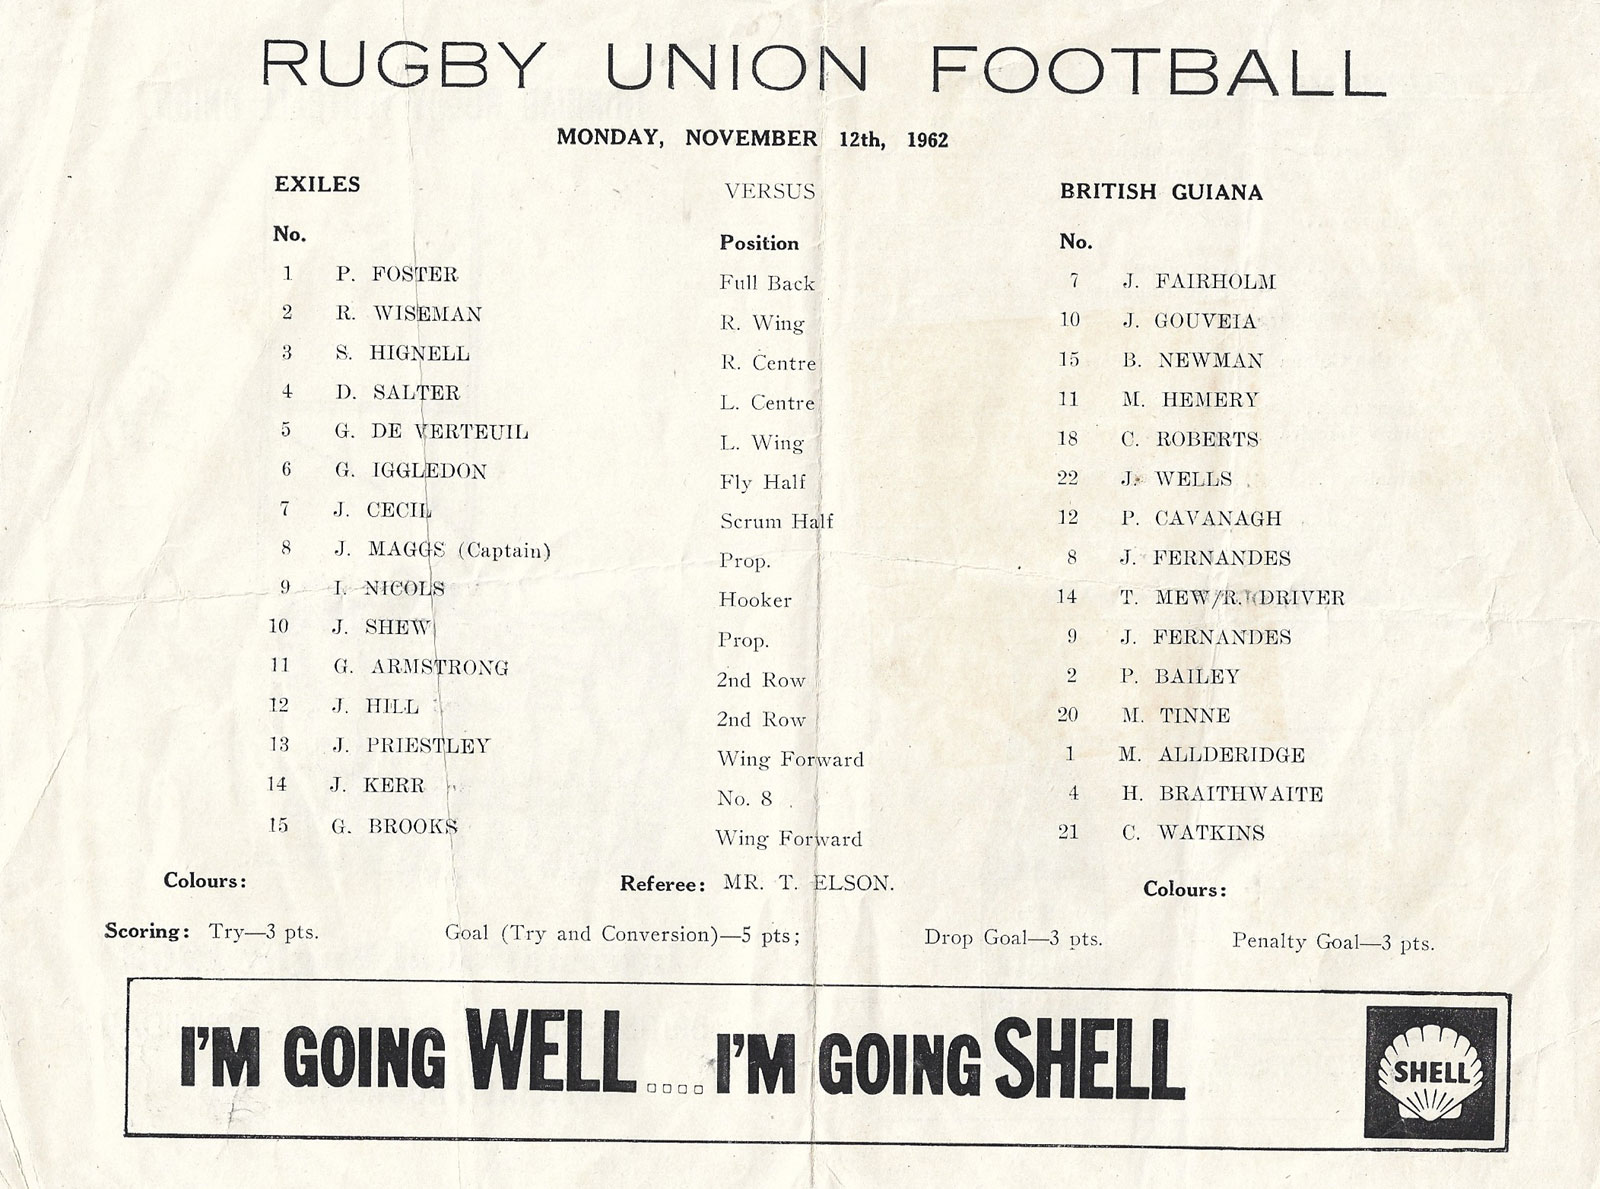 RUGBY UNION FOOTBALL
MONDAY, NOVEMBER 12th, 1962
EXILES VERSUS BRITISH GUIANA
No. Position No.
1 P. FOSTER Full Back 7 J. FAIRHOLM
2 R. WISEMAN R. Wing 10 J. GOUVEIA
3 S. HIGNELL R. Centre 15 B. NEWMAN
4 D. SALTER L. Centre 11 M. HEMERY
5 G. DE VERTEUIL L. Wing 18 C. ROBERTS
6 G. IGGLEDON Fly Half 22 J. WELLS
7 J. CECIL Scrum Half 12 P. CAVANAGH
8 J. MAGGS (Captain) Prop. 8 J. FERNANDES
9 I. NICOLS Hooker 14 T. MEW/R. DRIVER
10 J. SHEW Prop. 9 J. FERNANDES
11 G. ARMSTRONG 2nd Row 2 P. BAILEY
12 J. HILL 2nd Row 20 M. TINNE
13 J. PRIESTLEY Wing Forward 1 M. ALLDERIDGE
14 J. KERR No. 8 4 H. BRAITHWAITE
15 G. BROOKS Wing Forward 21 C. WATKINS
Colours: Referee: MR. T. ELSON. Colours:
Scoring: Try—3 pts. Goal (Try and Conversion)—5 pts; Drop Goal—3 pts. Penalty Goal—3 pts.
I'M GOING WELL .... I'M GOING SHELL
SHELL